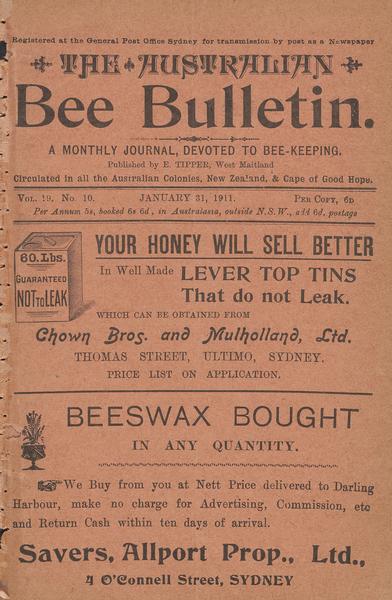 Registered at the General Post Office Sydney for transmission by post as a Newspaper
THE AUSTRALIAN
Bee Bulletin.
A MONTHLY JOURNAL, DEVOTED TO BEE-KEEPING.
Published by E. TIPPER, West Maitland
Circulated in all the Australian Colonies, New Zealand, & Cape of Good Hope.
VOL. 19. No. 10. JANUARY 31, 1911. PER COPY, 6D
Per Annum 5s, booked 6s 6d, in Australasia, outside N.S.W., add 6d, postage
60.Lbs.
GUARANTEED
NOT TO LEAK
YOUR HONEY WILL SELL BETTER
In Well Made LEVER TOP TINS
That do not Leak.
WHICH CAN BE OBTAINED FROM
Chown Bros. and Mulholland, Ltd.
THOMAS STREET, ULTIMO, SYDNEY.
PRICE LIST ON APPLICATION.
BEESWAX BOUGHT
IN ANY QUANTITY.
☞We Buy from you at Nett Price delivered to Darling
Harbour, make no charge for Advertising, Commission, etc
and Return Cash within ten days of arrival.
Savers, Allport Prop., Ltd.,
4 O'Connell Street, SYDNEY